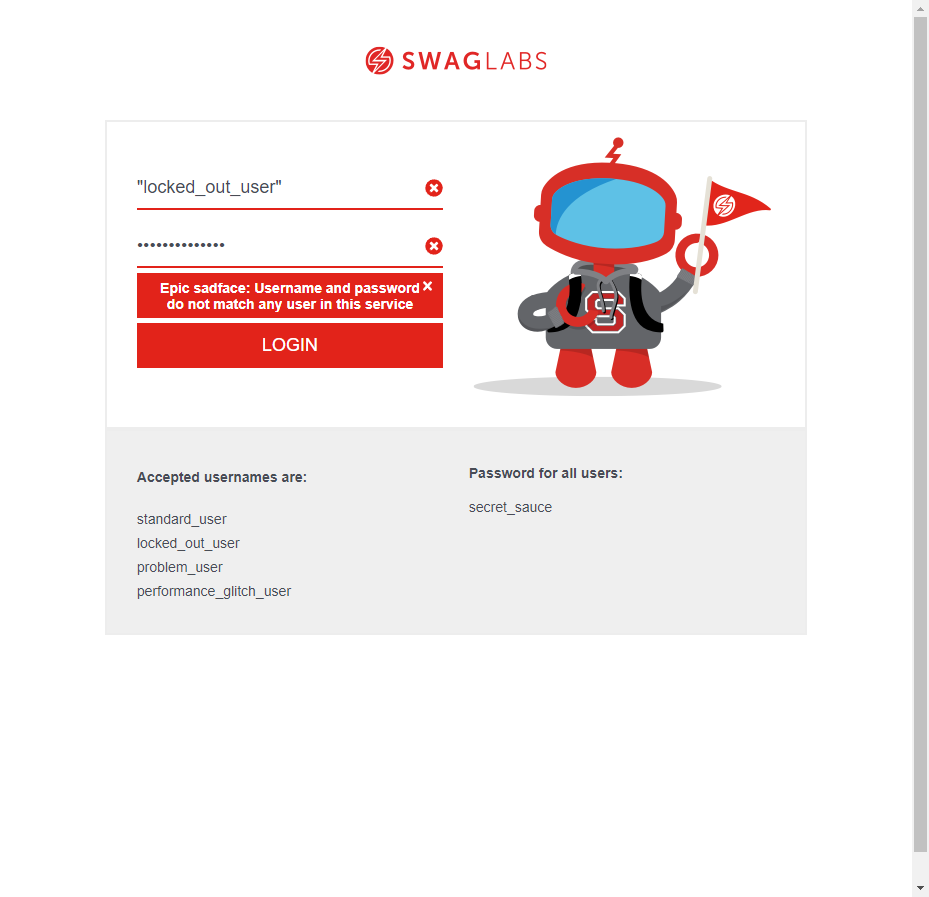 SWAGLABS
"locked_out_user"
••••••••••••••
Epic sadface: Username and password
do not match any user in this service
LOGIN
S
Accepted usernames are:
standard_user
locked_out_user
problem_user
performance_glitch_user
Password for all users:
secret_sauce